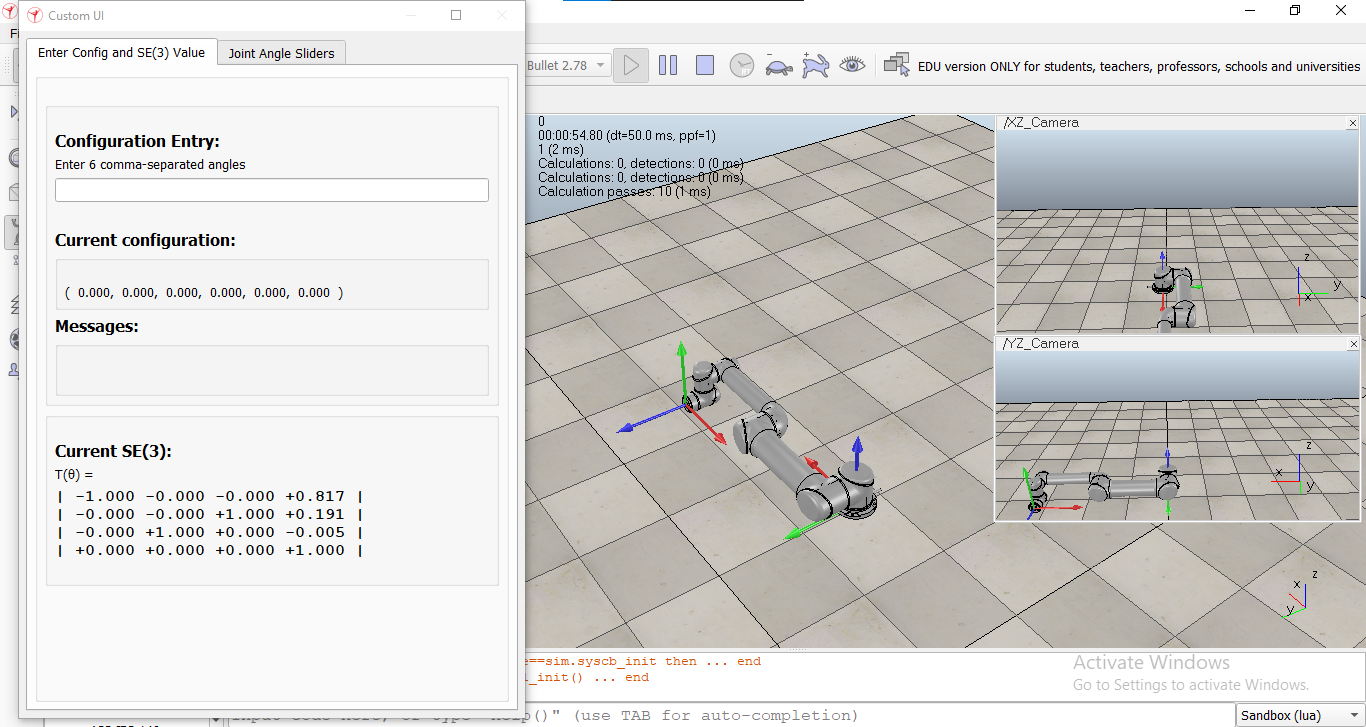 Custom UI
Enter Config and SE(3) Value
Joint Angle Sliders
Configuration Entry:
Enter 6 comma-separated angles
Current configuration:
( 0.000, 0.000, 0.000, 0.000, 0.000, 0.000 )
Messages:
Current SE(3):
T(θ) =
| -1.000 -0.000 -0.000 +0.817 |
| -0.000 -0.000 +1.000 +0.191 |
| -0.000 +1.000 +0.000 -0.005 |
| +0.000 +0.000 +0.000 +1.000 |
Bullet 2.78
EDU version ONLY for students, teachers, professors, schools and universities
0
00:00:54.80 (dt=50.0 ms, ppf=1)
1 (2 ms)
Calculations: 0, detections: 0 (0 ms)
Calculations: 0, detections: 0 (0 ms)
Calculation passes: 10 (1 ms)
/XZ_Camera
z
y
x
/YZ_Camera
z
x
y
x
z
y
e==sim.syscb_init then ... end
l_init() ... end
Activate Windows
Go to Settings to activate Windows.
()" (use TAB for auto-completion)
Sandbox (lua)